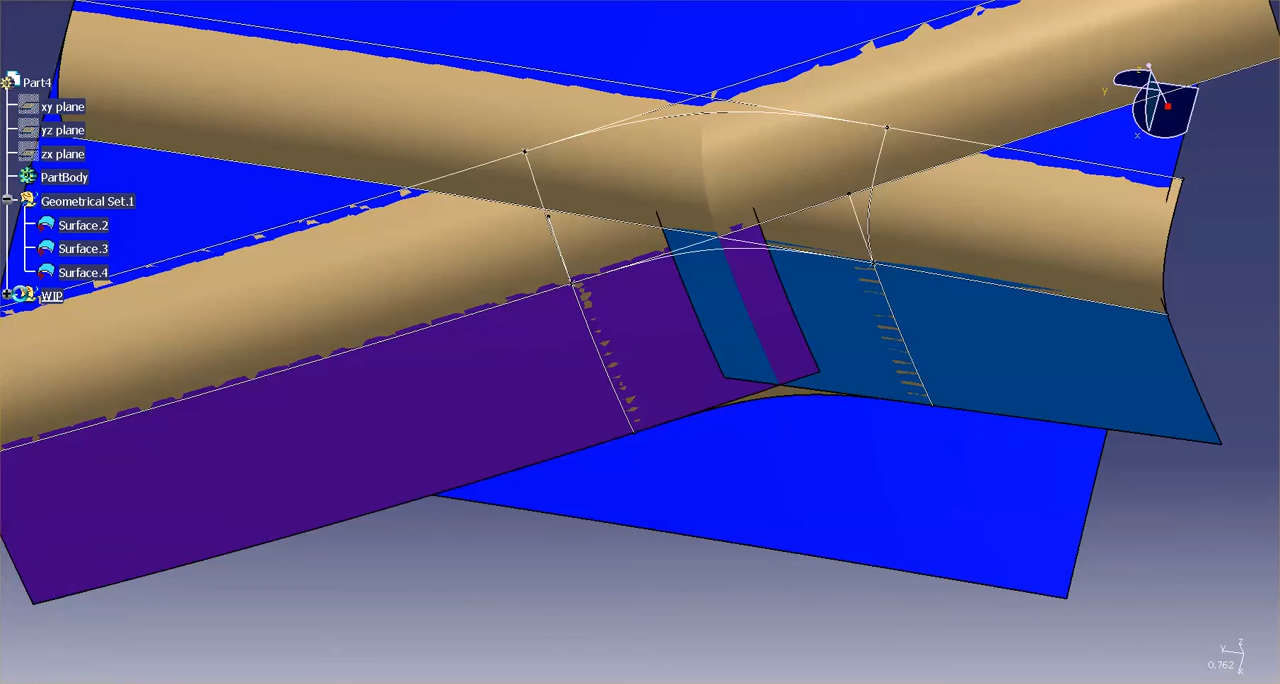 Part4
xy plane
yz plane
zx plane
PartBody
Geometrical Set.1
Surface.2
Surface.3
Surface.4
WIP
z
y
x
z
y
x
0.762